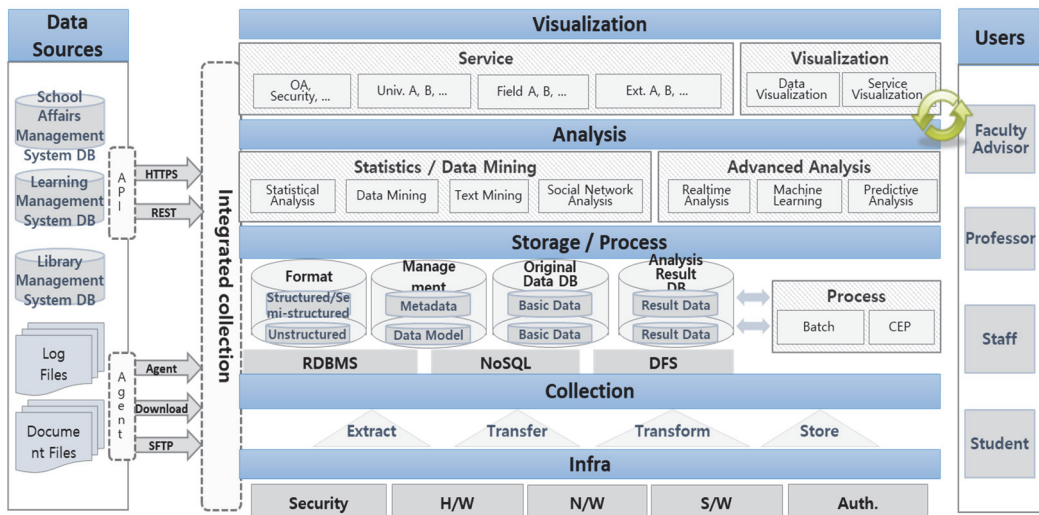 Data
Sources
School
Affairs
Management
System DB
Learning
Management
System DB
Library
Management
System DB
Log
Files
Docume
nt Files
API
Agent
HTTPS
REST
Agent
Download
SFTP
Integrated collection
Visualization
Service
OA,
Security, ...
Univ. A, B, ...
Field A, B, ...
Ext. A, B, ...
Visualization
Data
Visualization
Service
Visualization
Analysis
Statistics / Data Mining
Statistical
Analysis
Data Mining
Text Mining
Social Network
Analysis
Advanced Analysis
Realtime
Analysis
Machine
Learning
Predictive
Analysis
Storage / Process
Format
Structured/Se
mi-structured
Unstructured
Manage
ment
Metadata
Data Model
Original
Data DB
Basic Data
Basic Data
Analysis
Result
DB
Result Data
Result Data
Process
Batch
CEP
RDBMS
NoSQL
DFS
Collection
Extract
Transfer
Transform
Store
Infra
Security
H/W
N/W
S/W
Auth.
Users
Faculty
Advisor
Professor
Staff
Student